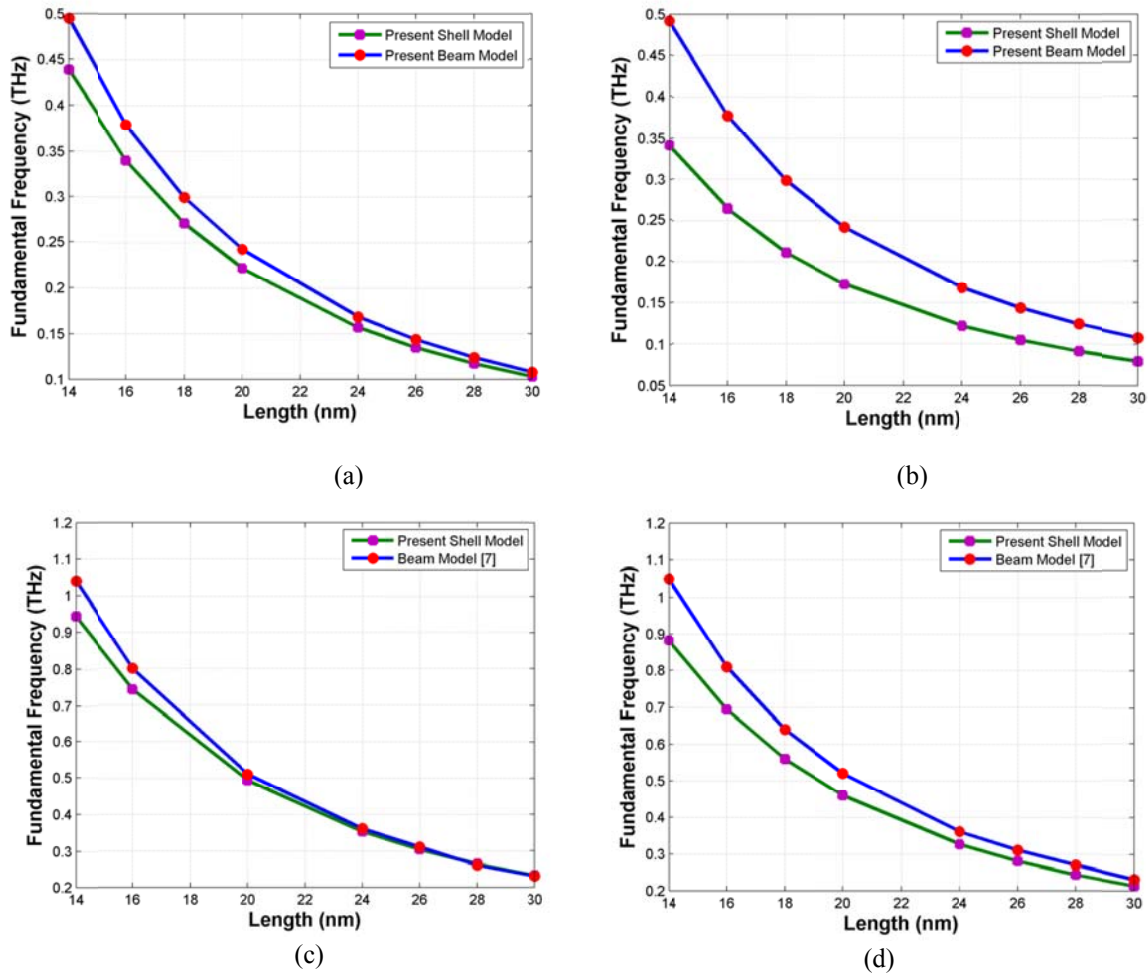 Present Shell Model
Present Beam Model
Fundamental Frequency (THz)
0.5
0.45
0.4
0.35
0.3
0.25
0.2
0.15
0.1
14 16 18 20 22 24 26 28 30
Length (nm)
(a)
Present Shell Model
Present Beam Model
Fundamental Frequency (THz)
0.5
0.45
0.4
0.35
0.3
0.25
0.2
0.15
0.1
0.05
14 16 18 20 22 24 26 28 30
Length (nm)
(b)
Present Shell Model
Beam Model [7]
Fundamental Frequency (THz)
1.2
1.1
1
0.9
0.8
0.7
0.6
0.5
0.4
0.3
0.2
14 16 18 20 22 24 26 28 30
Length (nm)
(c)
Present Shell Model
Beam Model [7]
Fundamental Frequency (THz)
1.2
1.1
1
0.9
0.8
0.7
0.6
0.5
0.4
0.3
0.2
14 16 18 20 22 24 26 28 30
Length (nm)
(d)